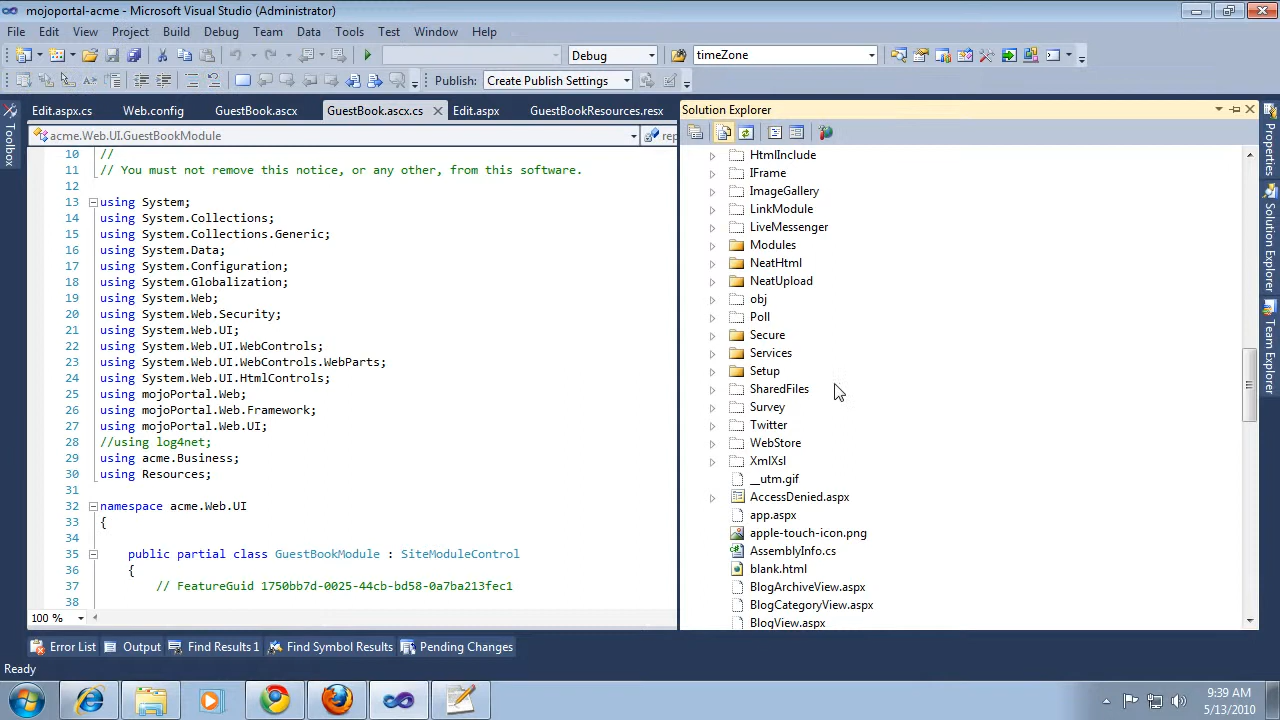 mojoportal-acme - Microsoft Visual Studio (Administrator)
File Edit View Project Build Debug Team Data Tools Test Window Help
Debug timeZone
Publish: Create Publish Settings
Edit.aspx.cs Web.config GuestBook.ascx GuestBook.ascx.cs Edit.aspx GuestBookResources.resx
Solution Explorer
Toolbox
acme.Web.UI.GuestBookModule
10 //
11 // You must not remove this notice, or any other, from this software.
12
13 using System;
14 using System.Collections;
15 using System.Collections.Generic;
16 using System.Data;
17 using System.Configuration;
18 using System.Globalization;
19 using System.Web;
20 using System.Web.Security;
21 using System.Web.UI;
22 using System.Web.UI.WebControls;
23 using System.Web.UI.WebControls.WebParts;
24 using System.Web.UI.HtmlControls;
25 using mojoPortal.Web;
26 using mojoPortal.Web.Framework;
27 using mojoPortal.Web.UI;
28 //using log4net;
29 using acme.Business;
30 using Resources;
31
32 namespace acme.Web.UI
33 {
34
35 public partial class GuestBookModule : SiteModuleControl
36 {
37 // FeatureGuid 1750bb7d-0025-44cb-bd58-0a7ba213fec1
38
100 %
HtmlInclude
IFrame
ImageGallery
LinkModule
LiveMessenger
Modules
NeatHtml
NeatUpload
obj
Poll
Secure
Services
Setup
SharedFiles
Survey
Twitter
WebStore
XmlXsl
__utm.gif
AccessDenied.aspx
app.aspx
apple-touch-icon.png
AssemblyInfo.cs
blank.html
BlogArchiveView.aspx
BlogCategoryView.aspx
BlogView.aspx
Properties
Solution Explorer
Team Explorer
Error List Output Find Results 1 Find Symbol Results Pending Changes
Ready
9:39 AM
5/13/2010